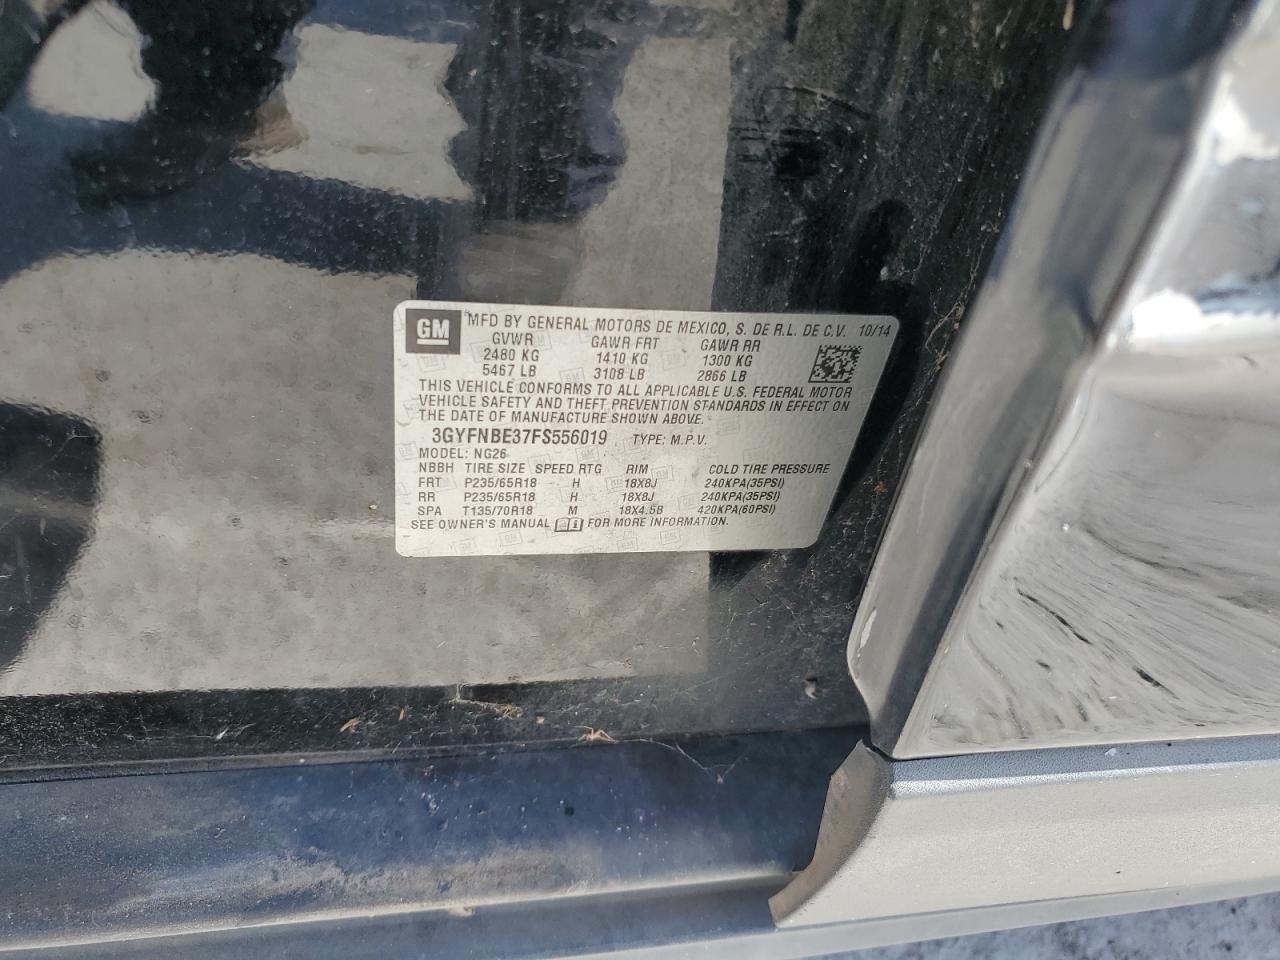 GM MFD BY GENERAL MOTORS DE MEXICO, S. DE R.L. DE C.V. 10/14
GVWR GAWR FRT GAWR RR
2480 KG 1410 KG 1300 KG
5467 LB 3108 LB 2866 LB
THIS VEHICLE CONFORMS TO ALL APPLICABLE U.S. FEDERAL MOTOR
VEHICLE SAFETY AND THEFT PREVENTION STANDARDS IN EFFECT ON
THE DATE OF MANUFACTURE SHOWN ABOVE.
3GYFNBE37FS556019 TYPE: M.P.V.
MODEL: NG26
NBBH TIRE SIZE SPEED RTG RIM COLD TIRE PRESSURE
FRT P235/65R18 H 18X8J 240KPA(35PSI)
RR P235/65R18 H 18X8J 240KPA(35PSI)
SPA T135/70R18 M 18X4.5B 420KPA(60PSI)
SEE OWNER'S MANUAL FOR MORE INFORMATION.